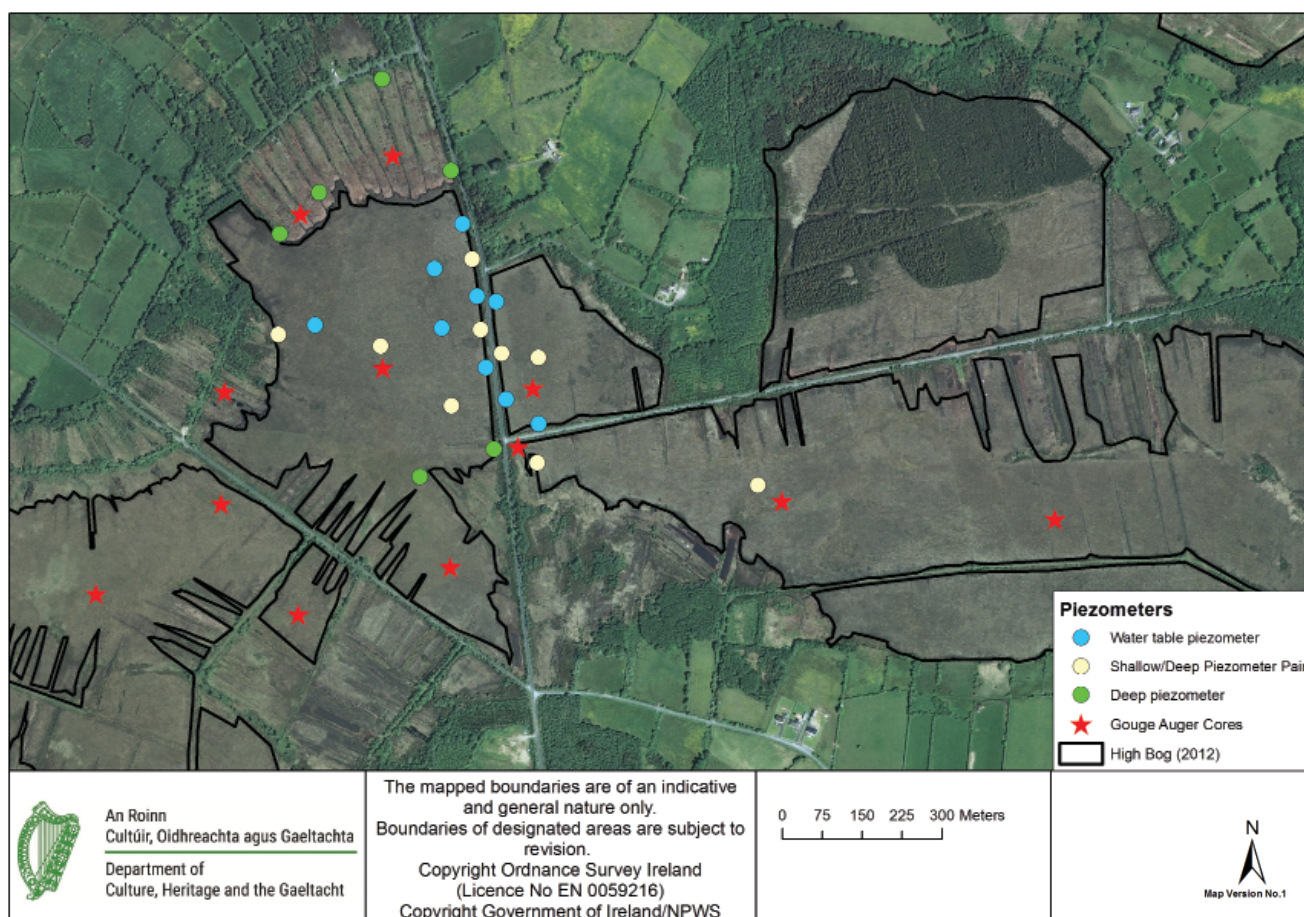 Piezometers
Water table piezometer
Shallow/Deep Piezometer Pair
Deep piezometer
Gouge Auger Cores
High Bog (2012)
An Roinn
Cultúir, Oidhreachta agus Gaeltachta
Department of
Culture, Heritage and the Gaeltacht
The mapped boundaries are of an indicative
and general nature only.
Boundaries of designated areas are subject to
revision.
Copyright Ordnance Survey Ireland
(Licence No EN 0059216)
Copyright Government of Ireland/NPWS
0 75 150 225 300 Meters
N
Map Version No.1